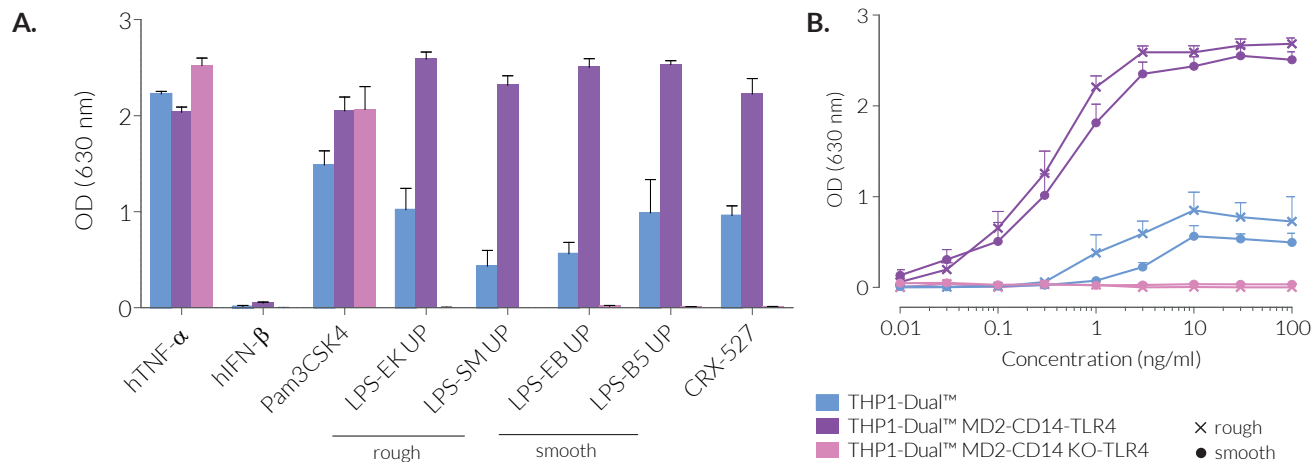 A.
3
2
1
0
OD (630 nm)
hTNF-α
hIFN-β
Pam3CSK4
LPS-EK UP
LPS-SM UP
LPS-EB UP
LPS-B5 UP
CRX-527
rough
smooth
B.
3
2
1
0
OD (630 nm)
0.01 0.1 1 10 100
Concentration (ng/ml)
THP1-Dual™
THP1-Dual™ MD2-CD14-TLR4
THP1-Dual™ MD2-CD14 KO-TLR4
× rough
● smooth